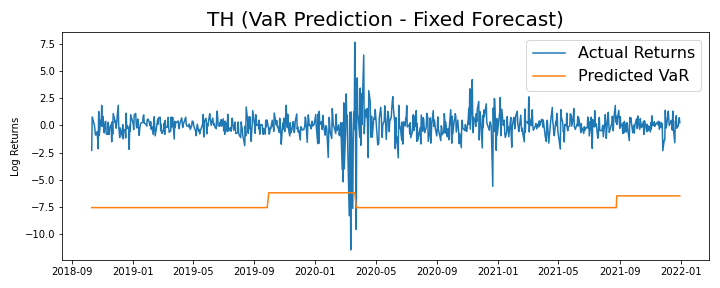 TH (VaR Prediction - Fixed Forecast)
Actual Returns
Predicted VaR
Log Returns
7.5
5.0
2.5
0.0
−2.5
−5.0
−7.5
−10.0
2018-09 2019-01 2019-05 2019-09 2020-01 2020-05 2020-09 2021-01 2021-05 2021-09 2022-01